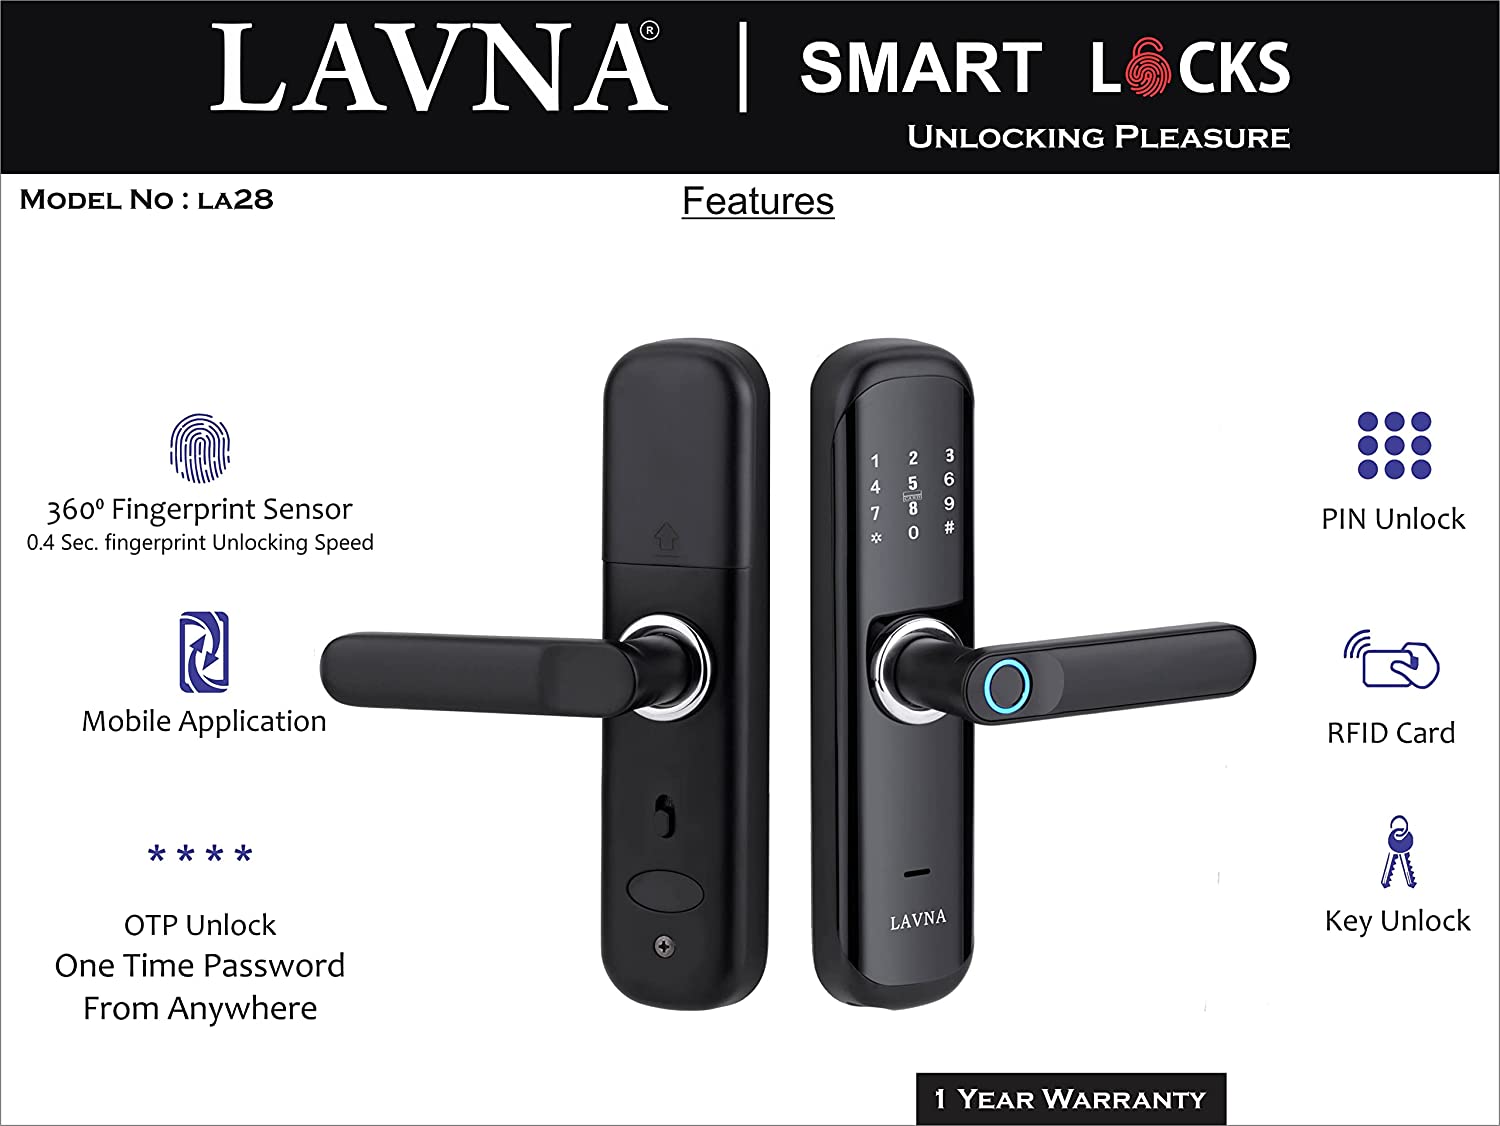 LAVNA® | SMART LOCKS
UNLOCKING PLEASURE
MODEL NO : LA28
Features
360⁰ Fingerprint Sensor
0.4 Sec. fingerprint Unlocking Speed
Mobile Application
* * * *
OTP Unlock
One Time Password
From Anywhere
1 2 3
4 5 6
7 8 9
* 0 #
LAVNA
PIN Unlock
RFID Card
Key Unlock
1 YEAR WARRANTY